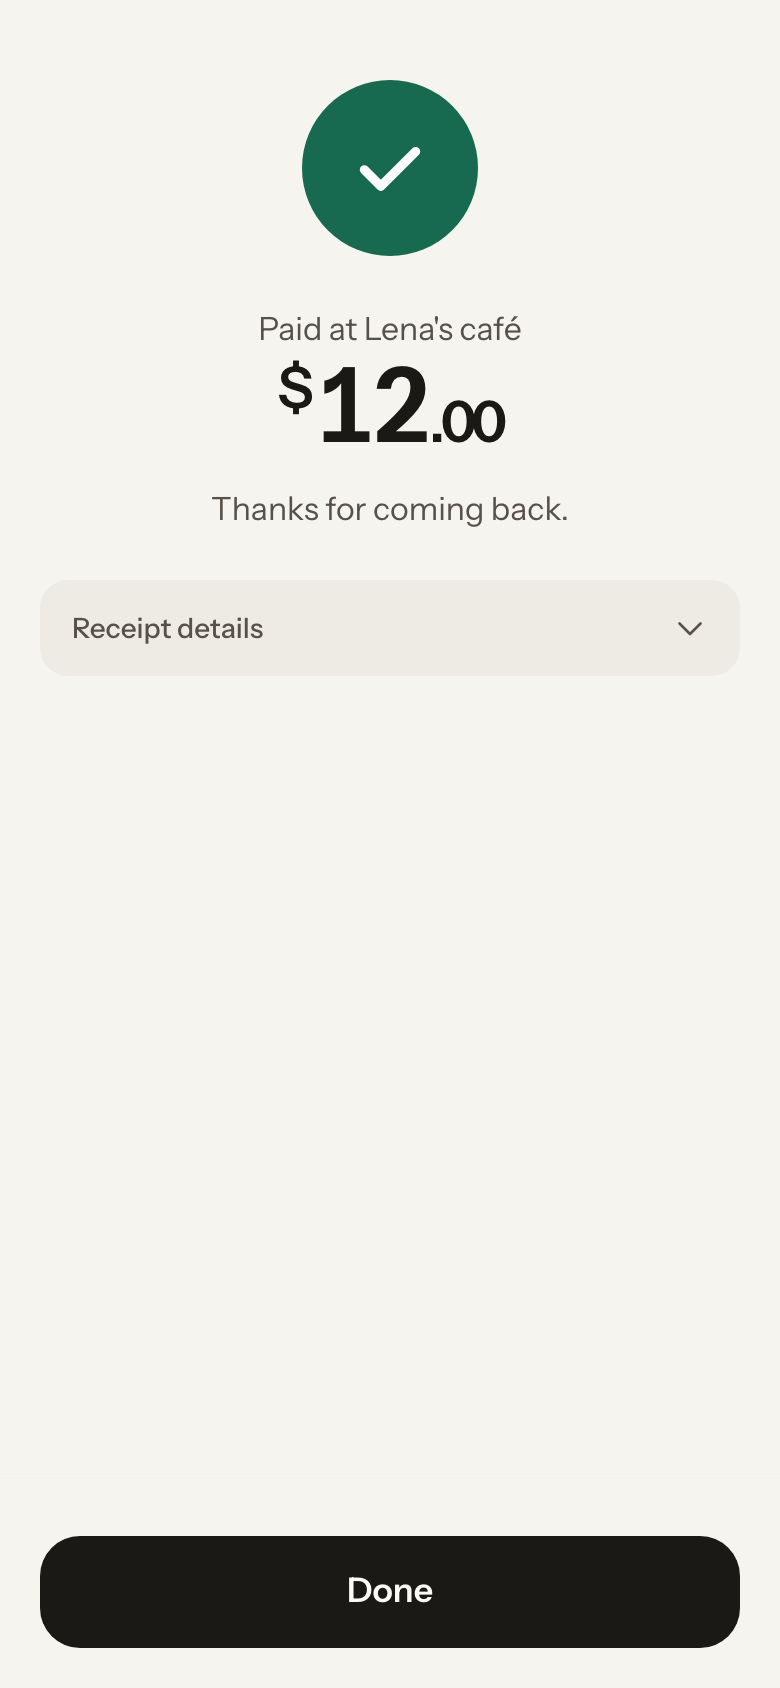 Paid at Lena's café
$12.00
Thanks for coming back.
Receipt details
Done